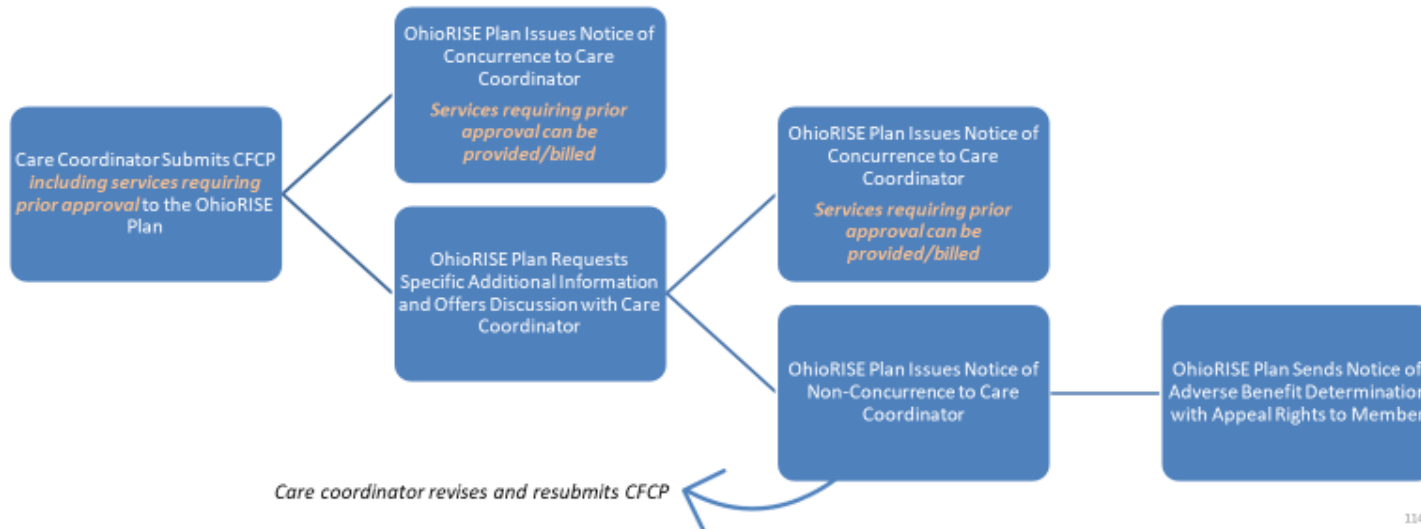 OhioRISE Plan Issues Notice of
Concurrence to Care
Coordinator
Services requiring prior
approval can be
provided/billed
Care Coordinator Submits CFCP
including services requiring
prior approval to the OhioRISE
Plan
OhioRISE Plan Requests
Specific Additional Information
and Offers Discussion with Care
Coordinator
OhioRISE Plan Issues Notice of
Concurrence to Care
Coordinator
Services requiring prior
approval can be
provided/billed
OhioRISE Plan Issues Notice of
Non-Concurrence to Care
Coordinator
OhioRISE Plan Sends Notice of
Adverse Benefit Determination
with Appeal Rights to Member
Care coordinator revises and resubmits CFCP
114